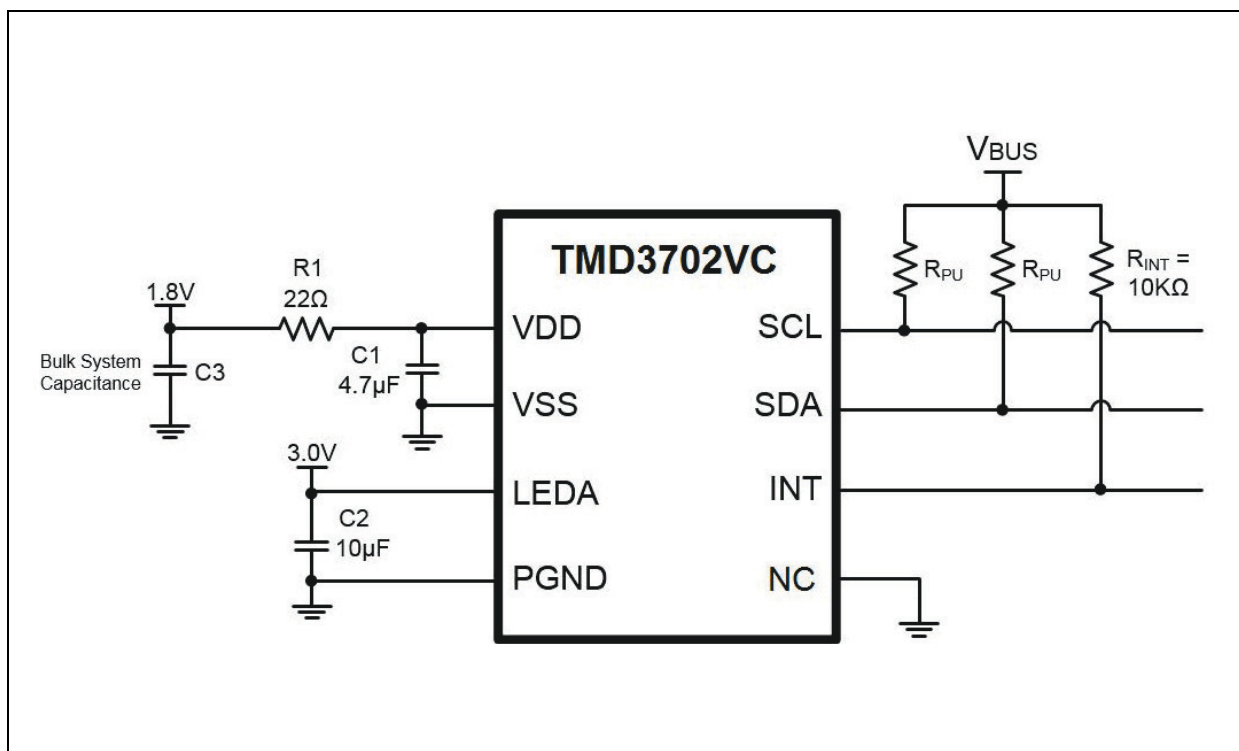 VBUS
TMD3702VC
R1
22Ω
1.8V
Bulk System
Capacitance
C3
C1
4.7µF
VDD
VSS
3.0V
C2
10µF
LEDA
PGND
SCL
SDA
INT
NC
RPU
RPU
RINT =
10KΩ